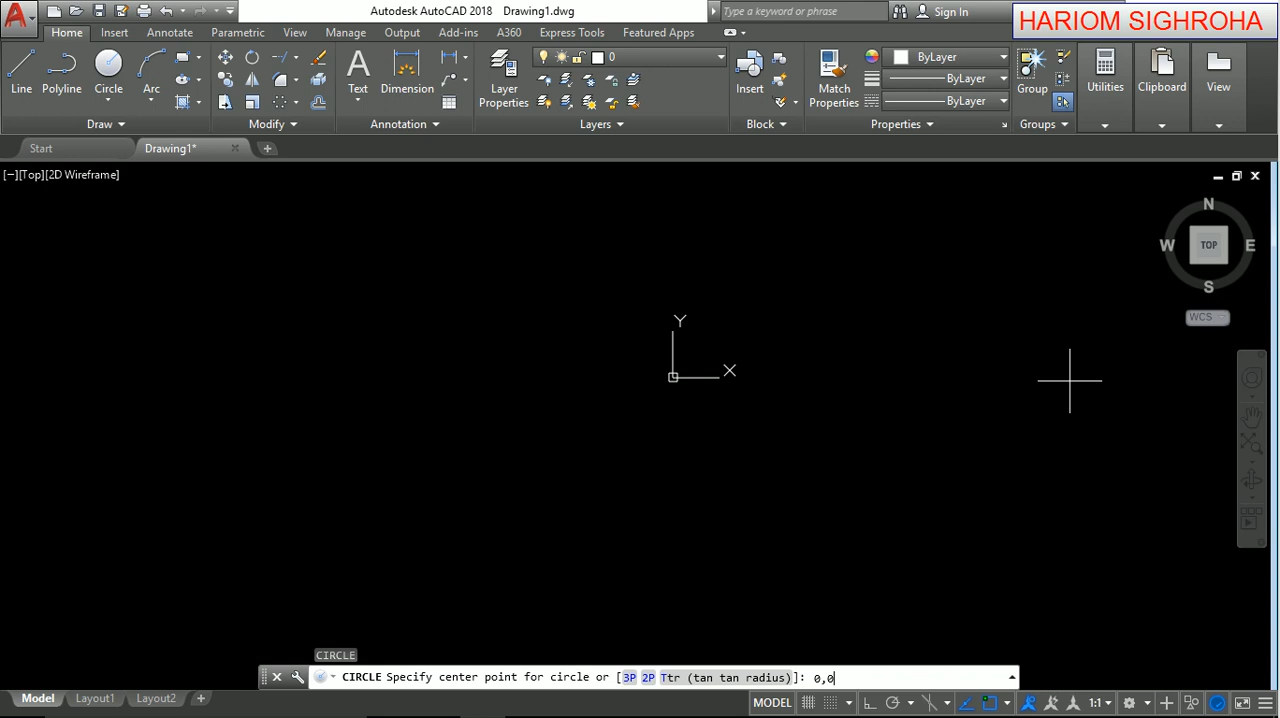 Autodesk AutoCAD 2018 Drawing1.dwg
Type a keyword or phrase
Sign In
HARIOM SIGHROHA
Home Insert Annotate Parametric View Manage Output Add-ins A360 Express Tools Featured Apps
Line Polyline Circle Arc
Text Dimension
Layer Properties
0
Insert
Match Properties
ByLayer
ByLayer
ByLayer
Group
Utilities
Clipboard
View
Draw Modify Annotation Layers Block Properties Groups
Start Drawing1*
[−][Top][2D Wireframe]
N
W TOP E
S
WCS
Y
X
CIRCLE
CIRCLE Specify center point for circle or [3P 2P Ttr (tan tan radius)]: 0,0
Model Layout1 Layout2
MODEL
1:1